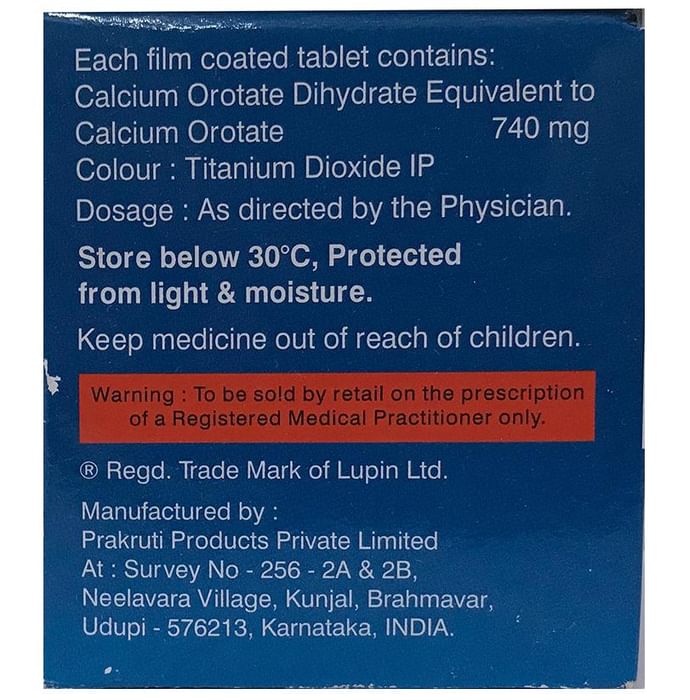 Each film coated tablet contains:
Calcium Orotate Dihydrate Equivalent to
Calcium Orotate 740 mg
Colour : Titanium Dioxide IP
Dosage : As directed by the Physician.
Store below 30°C, Protected
from light & moisture.
Keep medicine out of reach of children.
Warning : To be sold by retail on the prescription
of a Registered Medical Practitioner only.
® Regd. Trade Mark of Lupin Ltd.
Manufactured by :
Prakruti Products Private Limited
At : Survey No - 256 - 2A & 2B,
Neelavara Village, Kunjal, Brahmavar,
Udupi - 576213, Karnataka, INDIA.